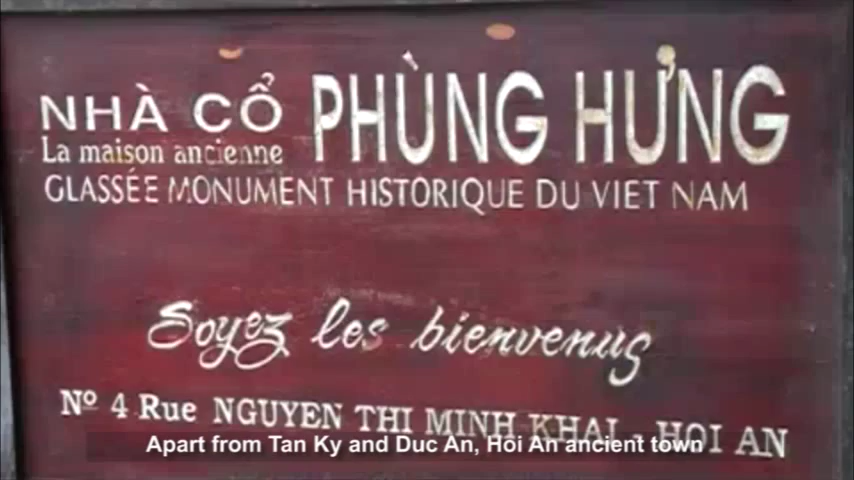 NHÀ CỔ PHÙNG HƯNG
La maison ancienne
GLASSÉE MONUMENT HISTORIQUE DU VIET NAM
Soyez les bienvenus
Nº 4 Rue NGUYEN THI MINH KHAI - HOI AN
Apart from Tan Ky and Duc An, Hoi An ancient town